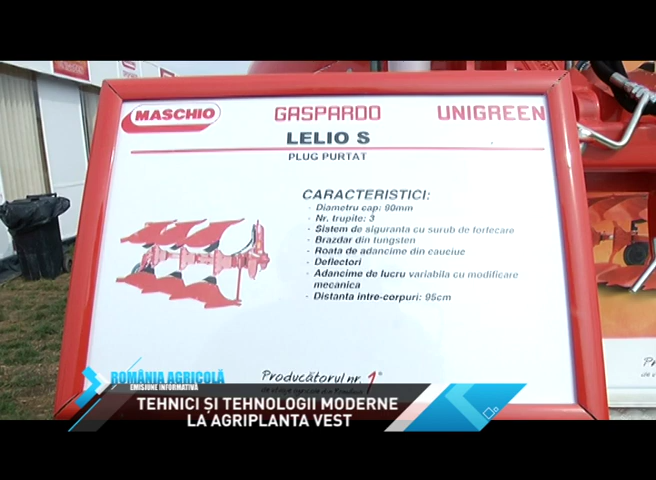 MASCHIO GASPARDO UNIGREEN
LELIO S
PLUG PURTAT
CARACTERISTICI:
- Diametru cap: 90mm
- Nr. trupite: 3
- Sistem de siguranta cu surub de forfecare
- Brazdar din tungsten
- Roata de adancime din cauciuc
- Deflectori
- Adancime de lucru variabila cu modificare
mecanica
- Distanta intre-corpuri: 95cm
Producătorul nr. 1
ROMÂNIA AGRICOLĂ
EMISIUNE INFORMATIVĂ
TEHNICI ȘI TEHNOLOGII MODERNE
LA AGRIPLANTA VEST